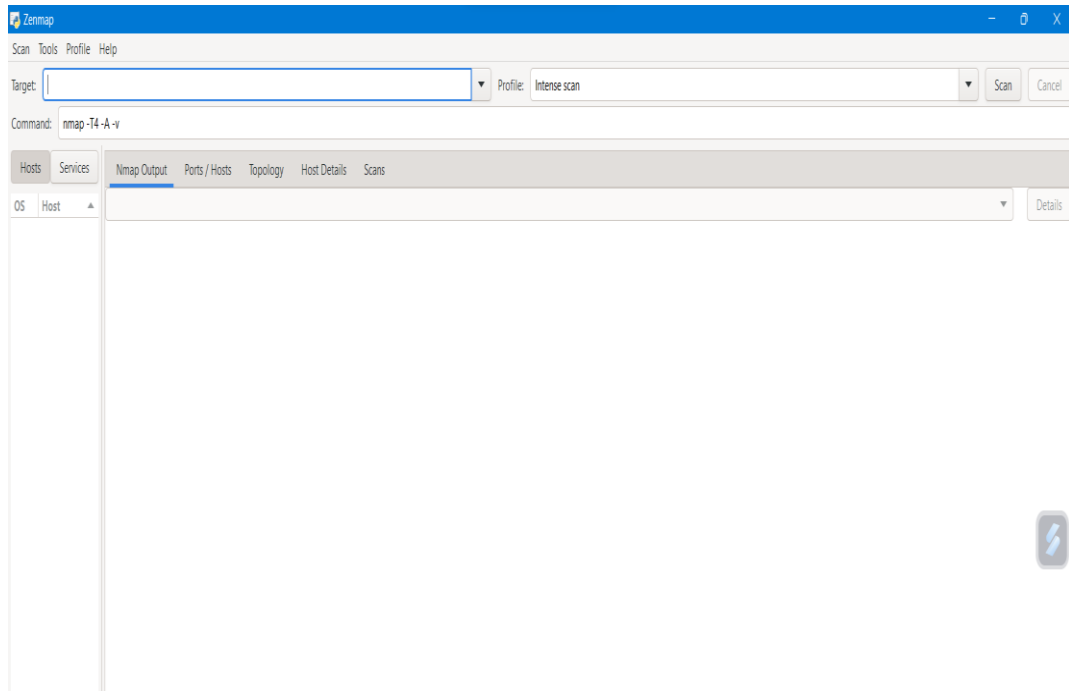 Zenmap
Scan Tools Profile Help
Target: Profile: Intense scan Scan Cancel
Command: nmap -T4 -A -v
Hosts Services Nmap Output Ports / Hosts Topology Host Details Scans
OS Host Details